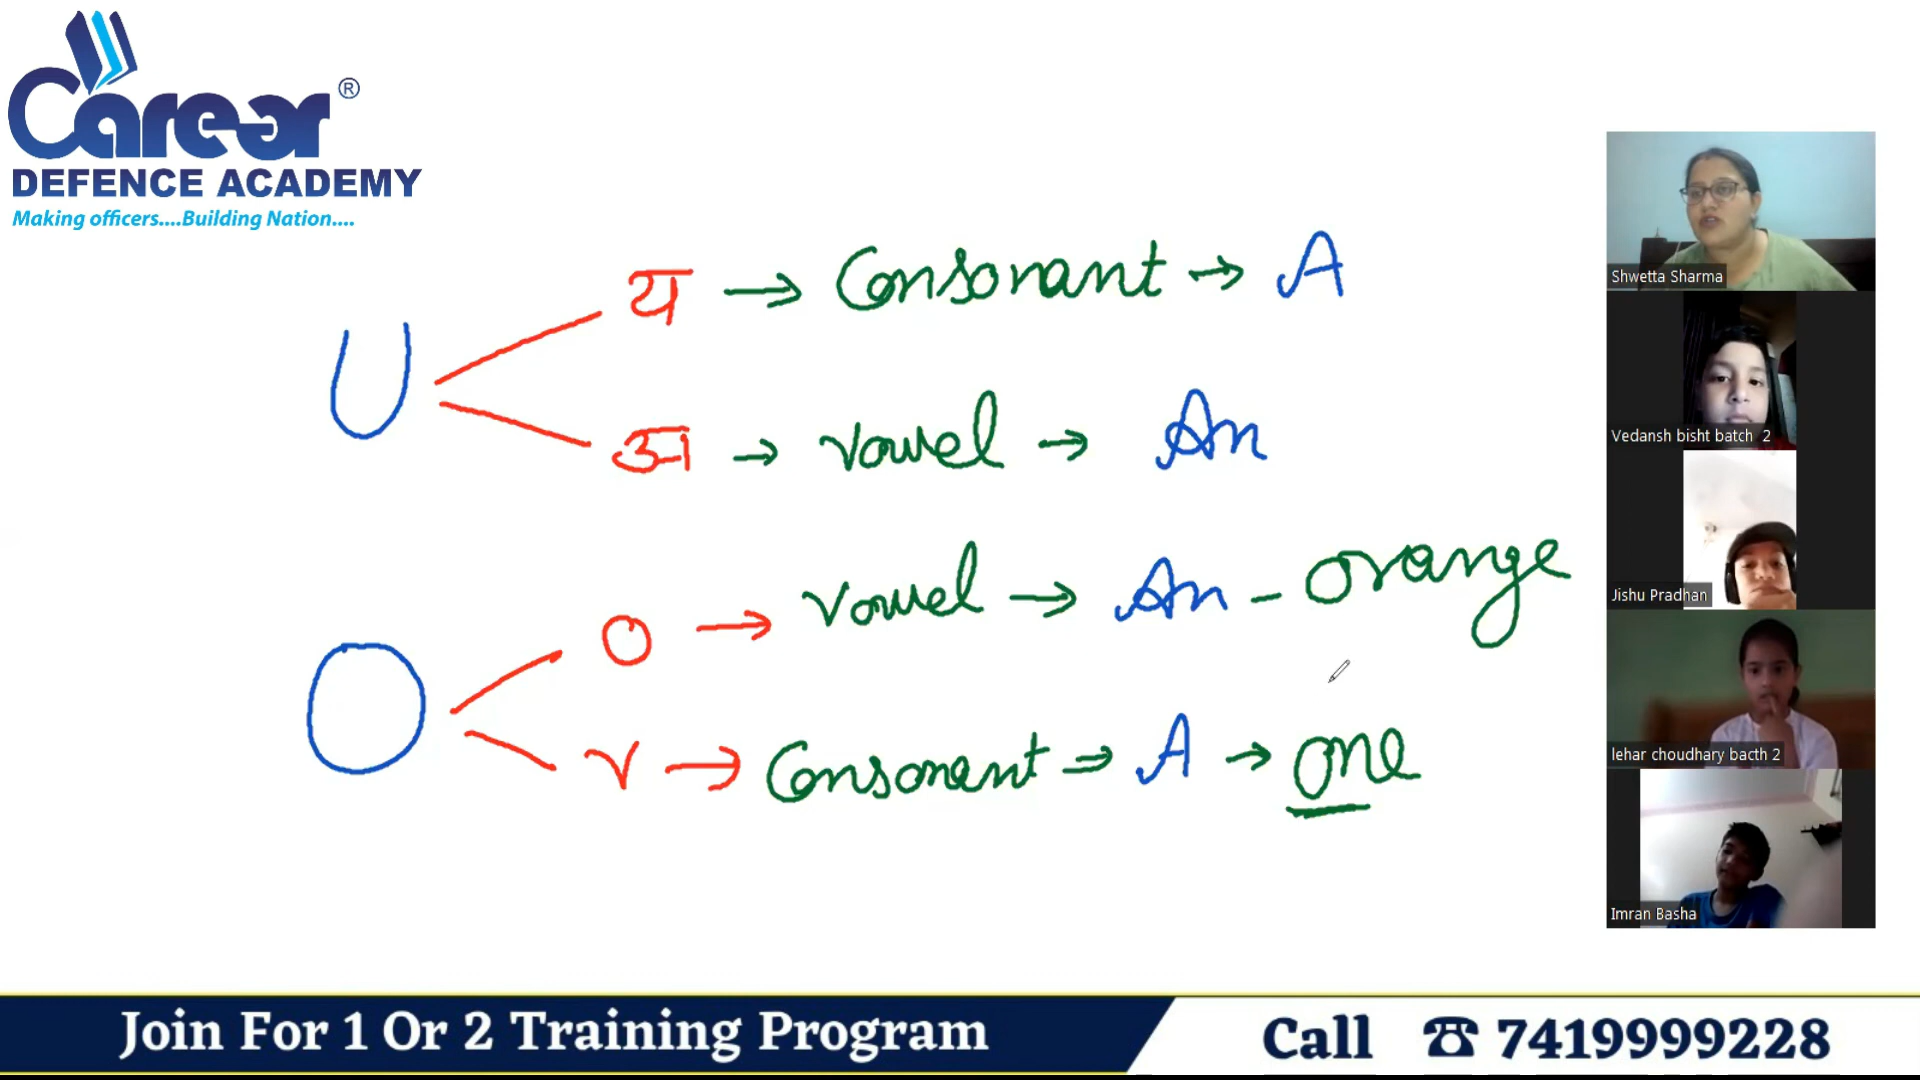 Carear ®
DEFENCE ACADEMY
Making officers....Building Nation....
U
य → Consonant → A
अ → vowel → An
O
O → vowel → An - orange
v → Consonant → A → one
Shwetta Sharma
Vedansh bisht batch 2
Jishu Pradhan
lehar choudhary bacth 2
Imran Basha
Join For 1 Or 2 Training Program
Call ☎ 7419999228